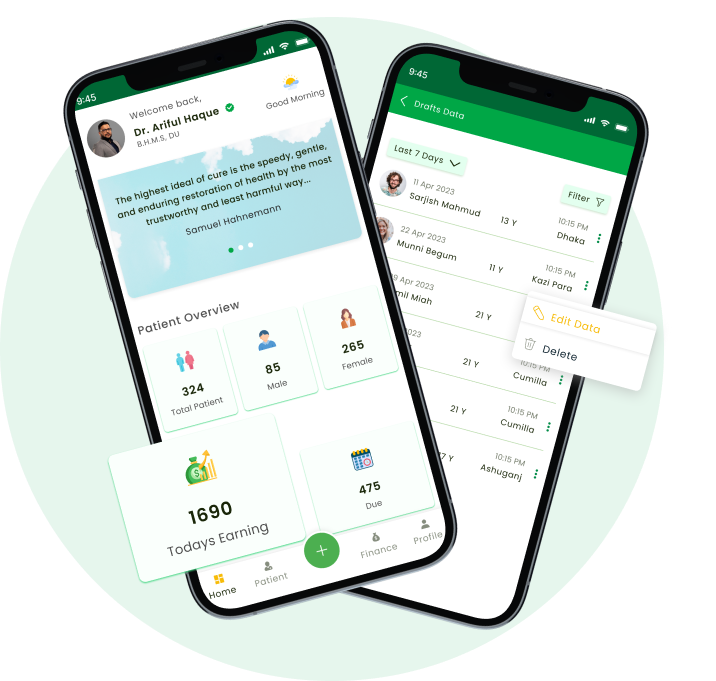 9:45
Welcome back,
Dr. Ariful Haque
B.H.M.S, DU
Good Morning
The highest ideal of cure is the speedy, gentle,
and enduring restoration of health by the most
trustworthy and least harmful way...
Samuel Hahnemann
Patient Overview
324
Total Patient
85
Male
265
Female
1690
Todays Earning
475
Due
Home
Patient
+
Finance
Profile
9:45
Drafts Data
Last 7 Days
Filter
11 Apr 2023
Sarjish Mahmud
13 Y
10:15 PM
Dhaka
22 Apr 2023
Munni Begum
11 Y
10:15 PM
Kazi Para
9 Apr 2023
mil Miah
21 Y
Edit Data
Delete
2023
21 Y
10:15 PM
Cumilla
21 Y
10:15 PM
Cumilla
7 Y
10:15 PM
Ashuganj